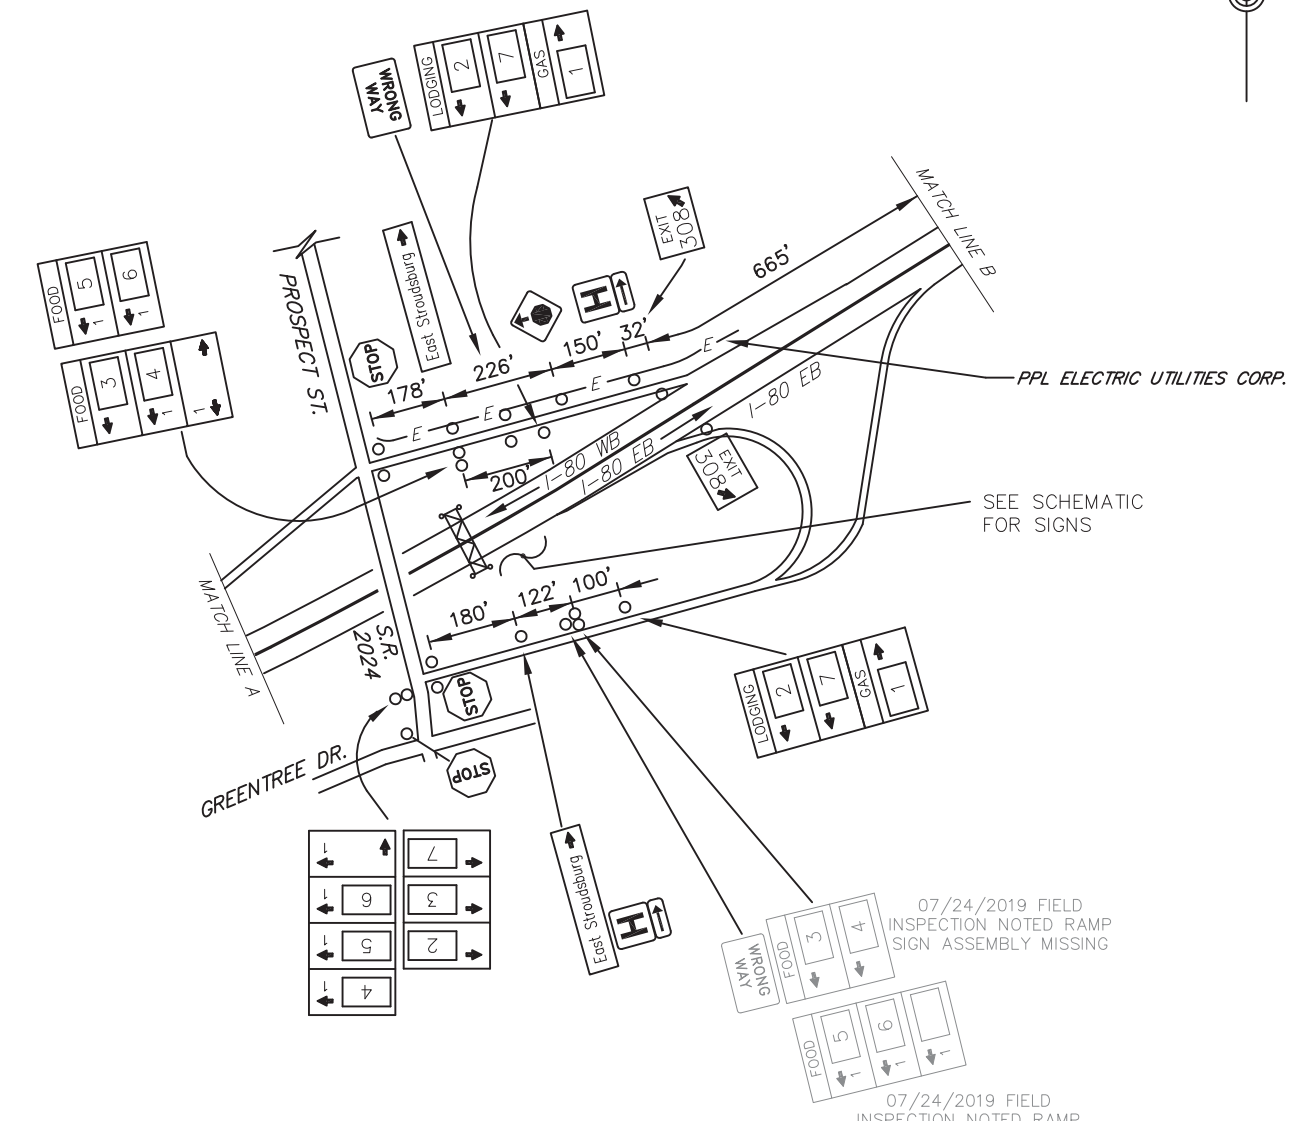 LODGING
2
7
GAS
1
WRONG
WAY
EXIT
308
MATCH LINE B
665'
FOOD
5
1
6
1
PROSPECT ST.
East Stroudsburg
H
STOP
178'
226'
150'
32'
E
E
E
E
PPL ELECTRIC UTILITIES CORP.
FOOD
3
4
1
1
I-80 EB
I-80 WB
I-80 EB
200'
EXIT
308
SEE SCHEMATIC
FOR SIGNS
MATCH LINE A
180'
122'
100'
S.R.
2024
STOP
LODGING
2
7
GAS
1
GREENTREE DR.
STOP
1
6
1
5
1
4
1
7
3
2
East Stroudsburg
H
WRONG
WAY
FOOD
3
4
07/24/2019 FIELD
INSPECTION NOTED RAMP
SIGN ASSEMBLY MISSING
FOOD
5
1
6
1
1
07/24/2019 FIELD
INSPECTION NOTED RAMP